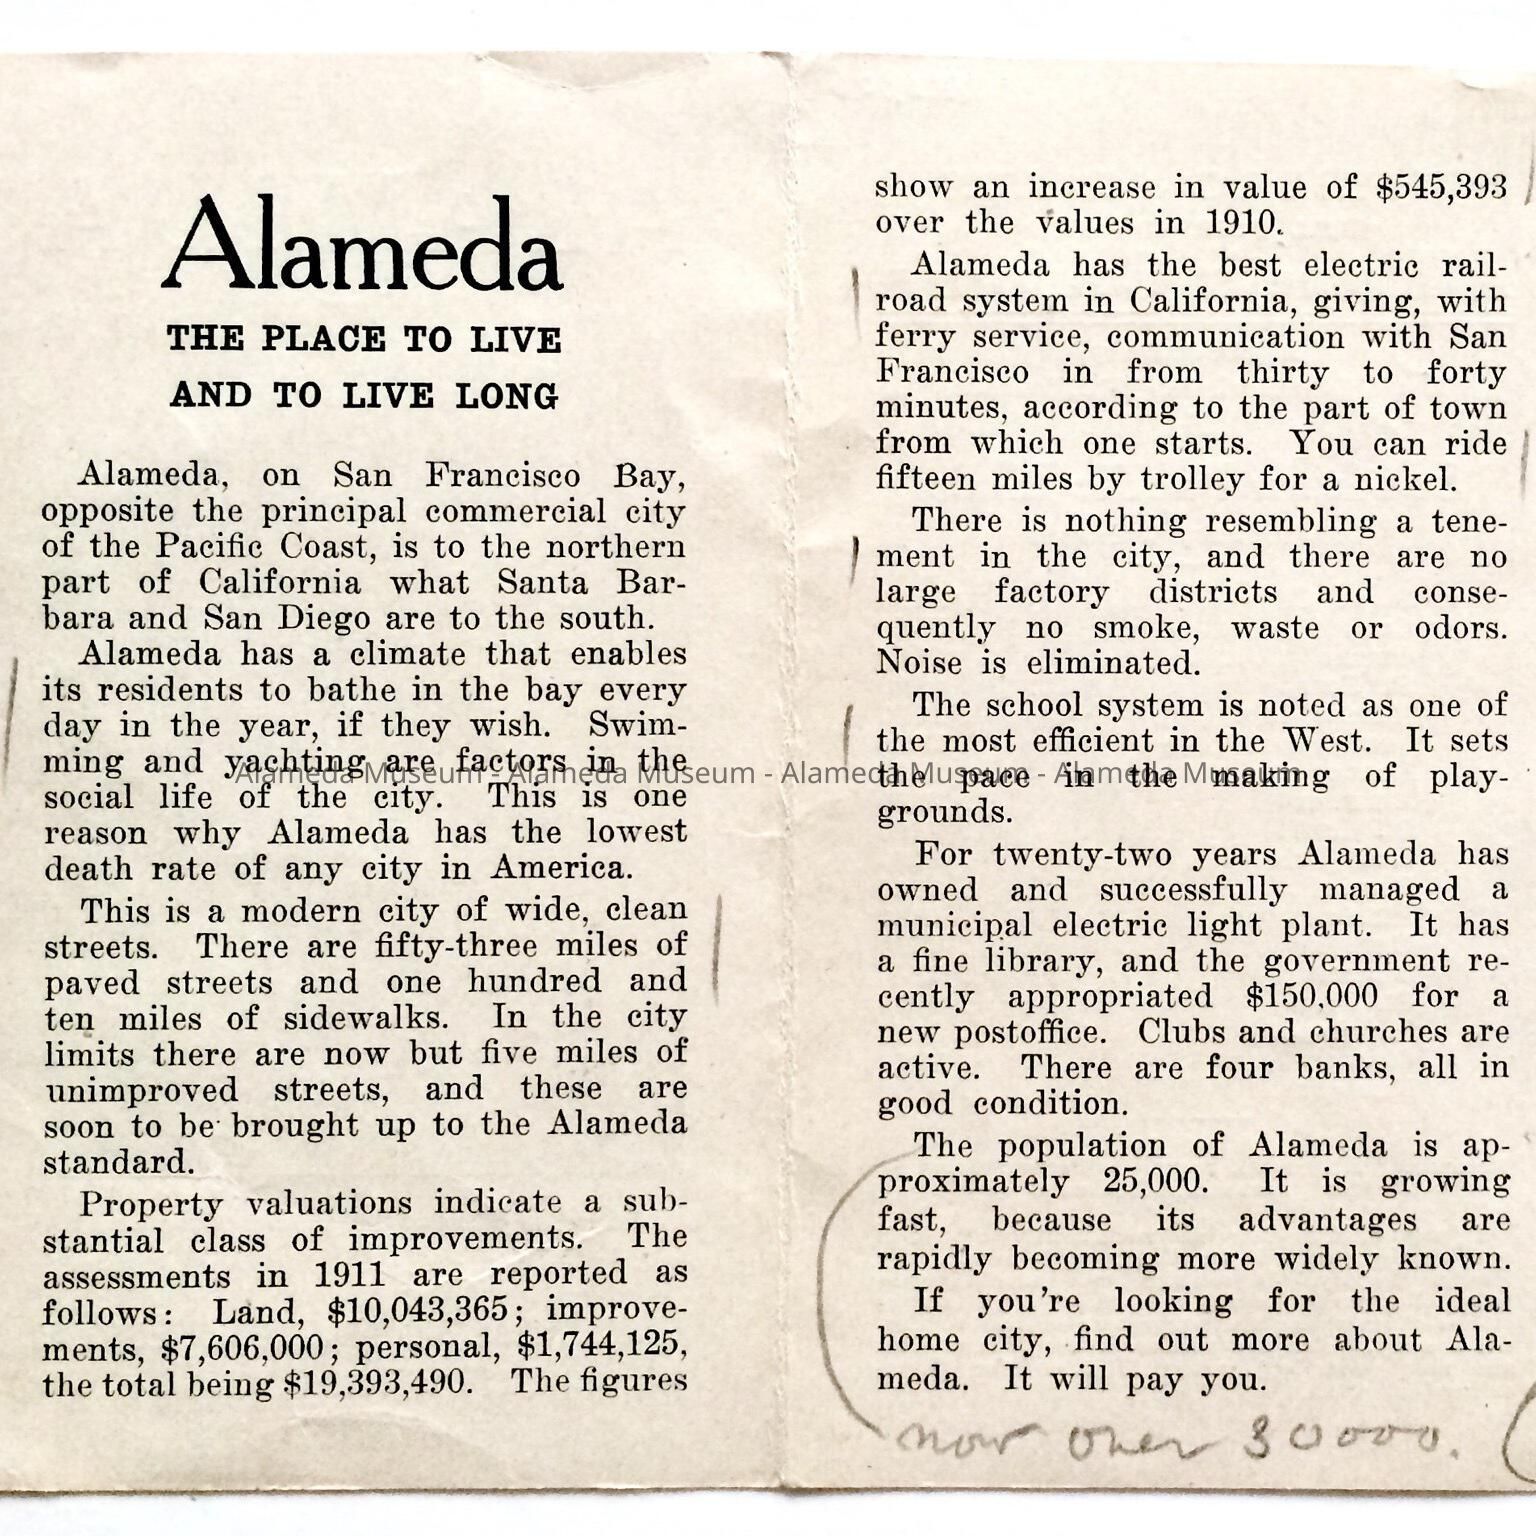 Alameda
THE PLACE TO LIVE
AND TO LIVE LONG
Alameda, on San Francisco Bay,
opposite the principal commercial city
of the Pacific Coast, is to the northern
part of California what Santa Bar-
bara and San Diego are to the south.
Alameda has a climate that enables
its residents to bathe in the bay every
day in the year, if they wish. Swim-
ming and yachting are factors in the
social life of the city. This is one
reason why Alameda has the lowest
death rate of any city in America.
This is a modern city of wide, clean
streets. There are fifty-three miles of
paved streets and one hundred and
ten miles of sidewalks. In the city
limits there are now but five miles of
unimproved streets, and these are
soon to be brought up to the Alameda
standard.
Property valuations indicate a sub-
stantial class of improvements. The
assessments in 1911 are reported as
follows: Land, $10,043,365; improve-
ments, $7,606,000; personal, $1,744,125,
the total being $19,393,490. The figures
show an increase in value of $545,393
over the values in 1910.
Alameda has the best electric rail-
road system in California, giving, with
ferry service, communication with San
Francisco in from thirty to forty
minutes, according to the part of town
from which one starts. You can ride
fifteen miles by trolley for a nickel.
There is nothing resembling a tene-
ment in the city, and there are no
large factory districts and conse-
quently no smoke, waste or odors.
Noise is eliminated.
The school system is noted as one of
the most efficient in the West. It sets
the pace in the making of play-
grounds.
For twenty-two years Alameda has
owned and successfully managed a
municipal electric light plant. It has
a fine library, and the government re-
cently appropriated $150,000 for a
new postoffice. Clubs and churches are
active. There are four banks, all in
good condition.
The population of Alameda is ap-
proximately 25,000. It is growing
fast, because its advantages are
rapidly becoming more widely known.
If you're looking for the ideal
home city, find out more about Ala-
meda. It will pay you.
now over 30000.
Alameda Museum - Alameda Museum - Alameda Museum - Alameda Museum